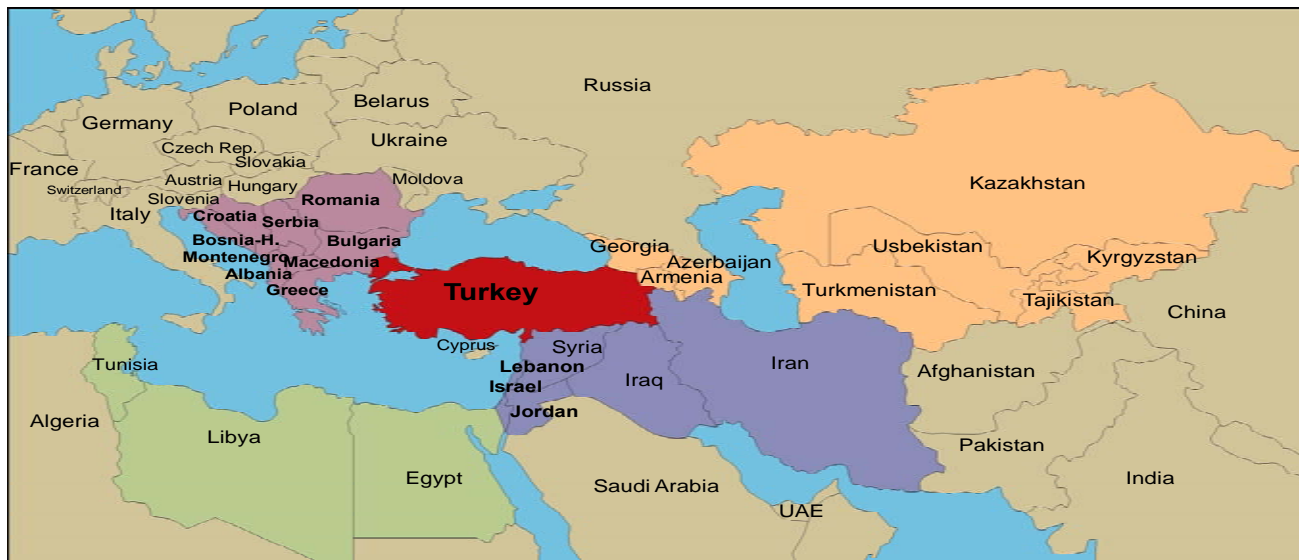 Russia
Belarus
Poland
Germany
Ukraine
Czech Rep.
Slovakia
France
Switzerland
Austria
Hungary
Moldova
Kazakhstan
Slovenia
Romania
Italy
Croatia
Serbia
Bosnia-H.
Bulgaria
Georgia
Usbekistan
Montenegro
Macedonia
Azerbaijan
Kyrgyzstan
Albania
Armenia
Greece
Turkey
Turkmenistan
Tajikistan
China
Cyprus
Syria
Tunisia
Lebanon
Iran
Afghanistan
Israel
Iraq
Jordan
Algeria
Libya
Pakistan
Egypt
Saudi Arabia
India
UAE